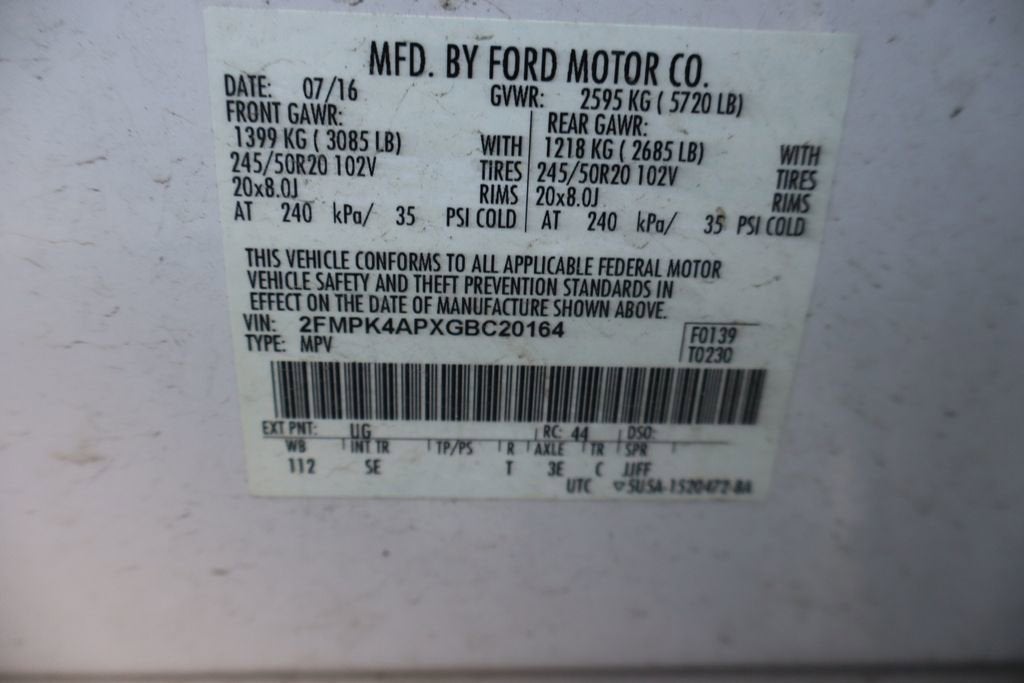 MFD. BY FORD MOTOR CO.
DATE: 07/16 GVWR: 2595 KG ( 5720 LB)
FRONT GAWR: REAR GAWR:
1399 KG ( 3085 LB) WITH 1218 KG ( 2685 LB) WITH
245/50R20 102V TIRES 245/50R20 102V TIRES
20x8.0J RIMS 20x8.0J RIMS
AT 240 kPa/ 35 PSI COLD AT 240 kPa/ 35 PSI COLD
THIS VEHICLE CONFORMS TO ALL APPLICABLE FEDERAL MOTOR
VEHICLE SAFETY AND THEFT PREVENTION STANDARDS IN
EFFECT ON THE DATE OF MANUFACTURE SHOWN ABOVE.
VIN: 2FMPK4APXGBC20164 F0139
TYPE: MPV T0230
EXT PNT: UG RC: 44 DSO:
WB INT TR TP/PS R AXLE TR SPR
112 SE T 3E C JJFF
UTC ▽5U5A-1520472-BA